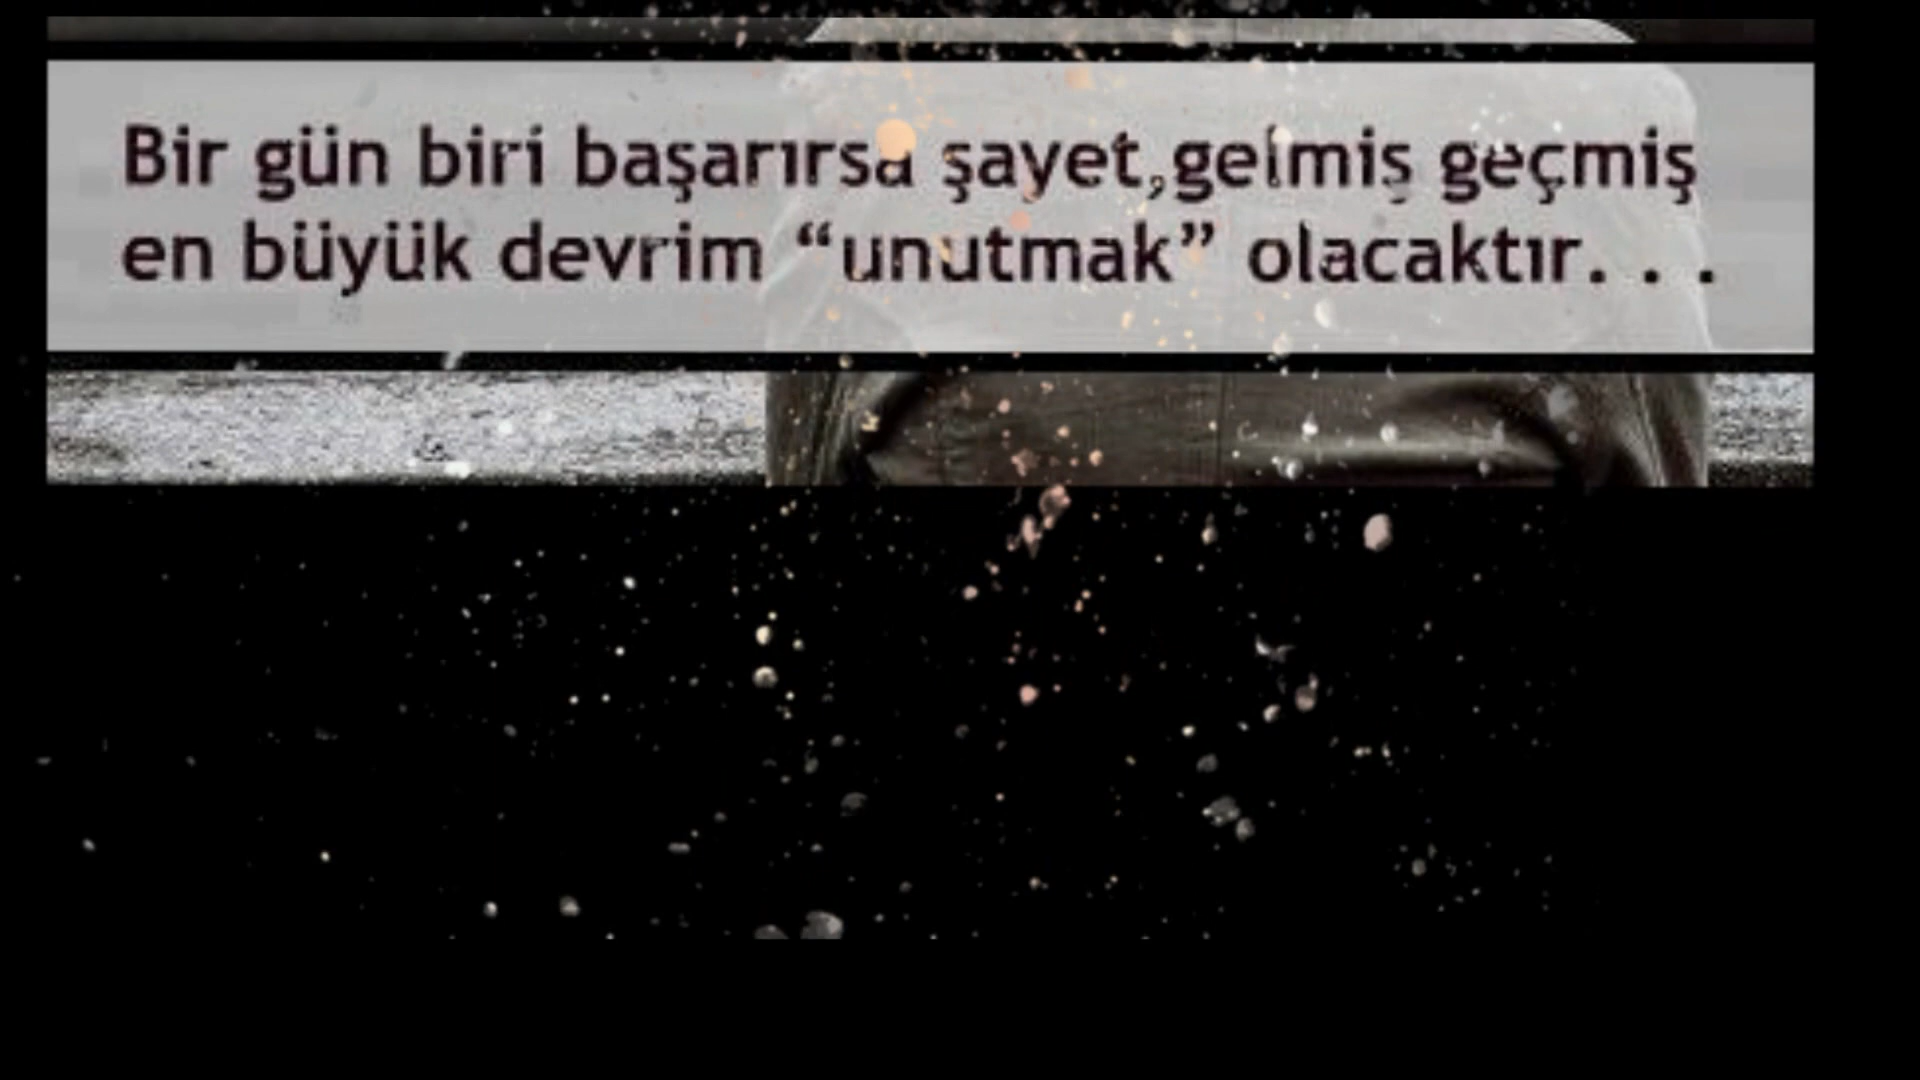 Bir gün biri başarırsa şayet,gelmiş geçmiş
en büyük devrim “unutmak” olacaktır. . .